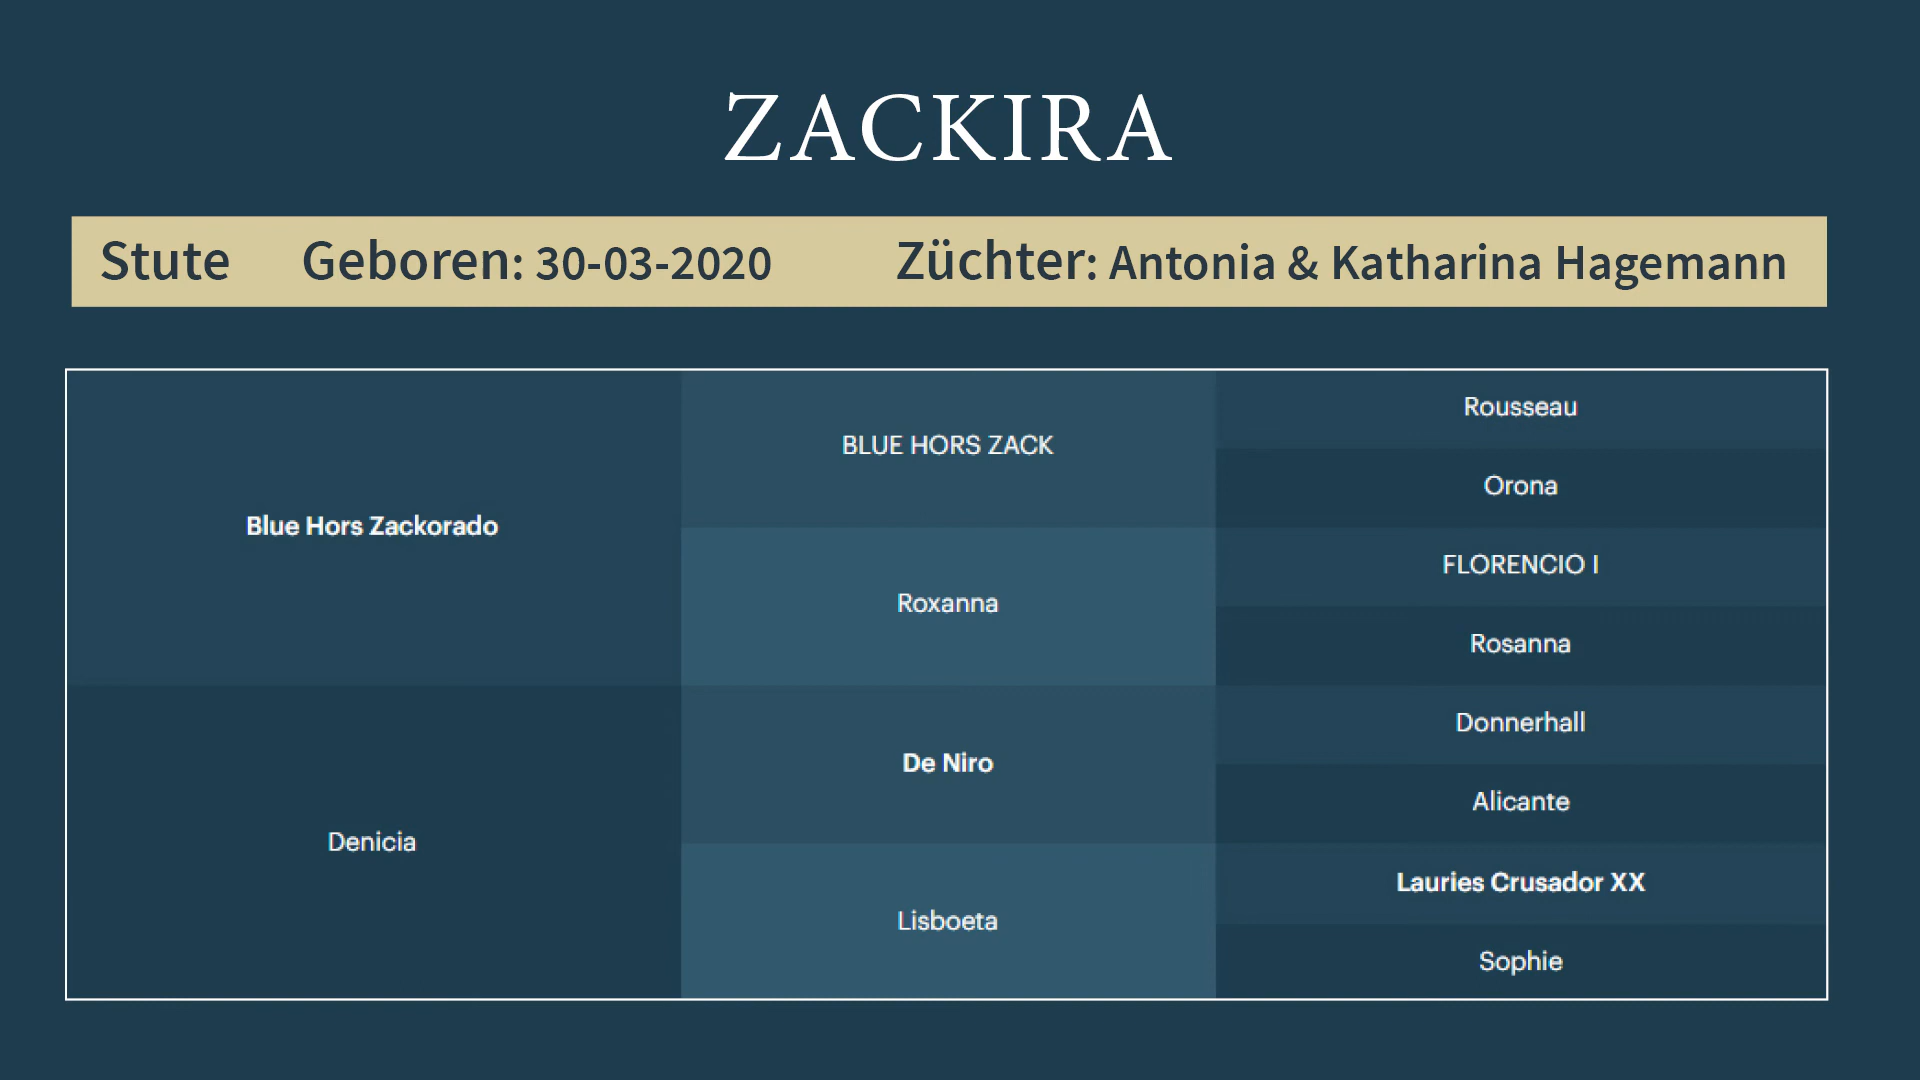 ZACKIRA
Stute Geboren: 30-03-2020 Züchter: Antonia & Katharina Hagemann
Rousseau
BLUE HORS ZACK
Orona
Blue Hors Zackorado
FLORENCIO I
Roxanna
Rosanna
Donnerhall
De Niro
Alicante
Denicia
Lauries Crusador XX
Lisboeta
Sophie